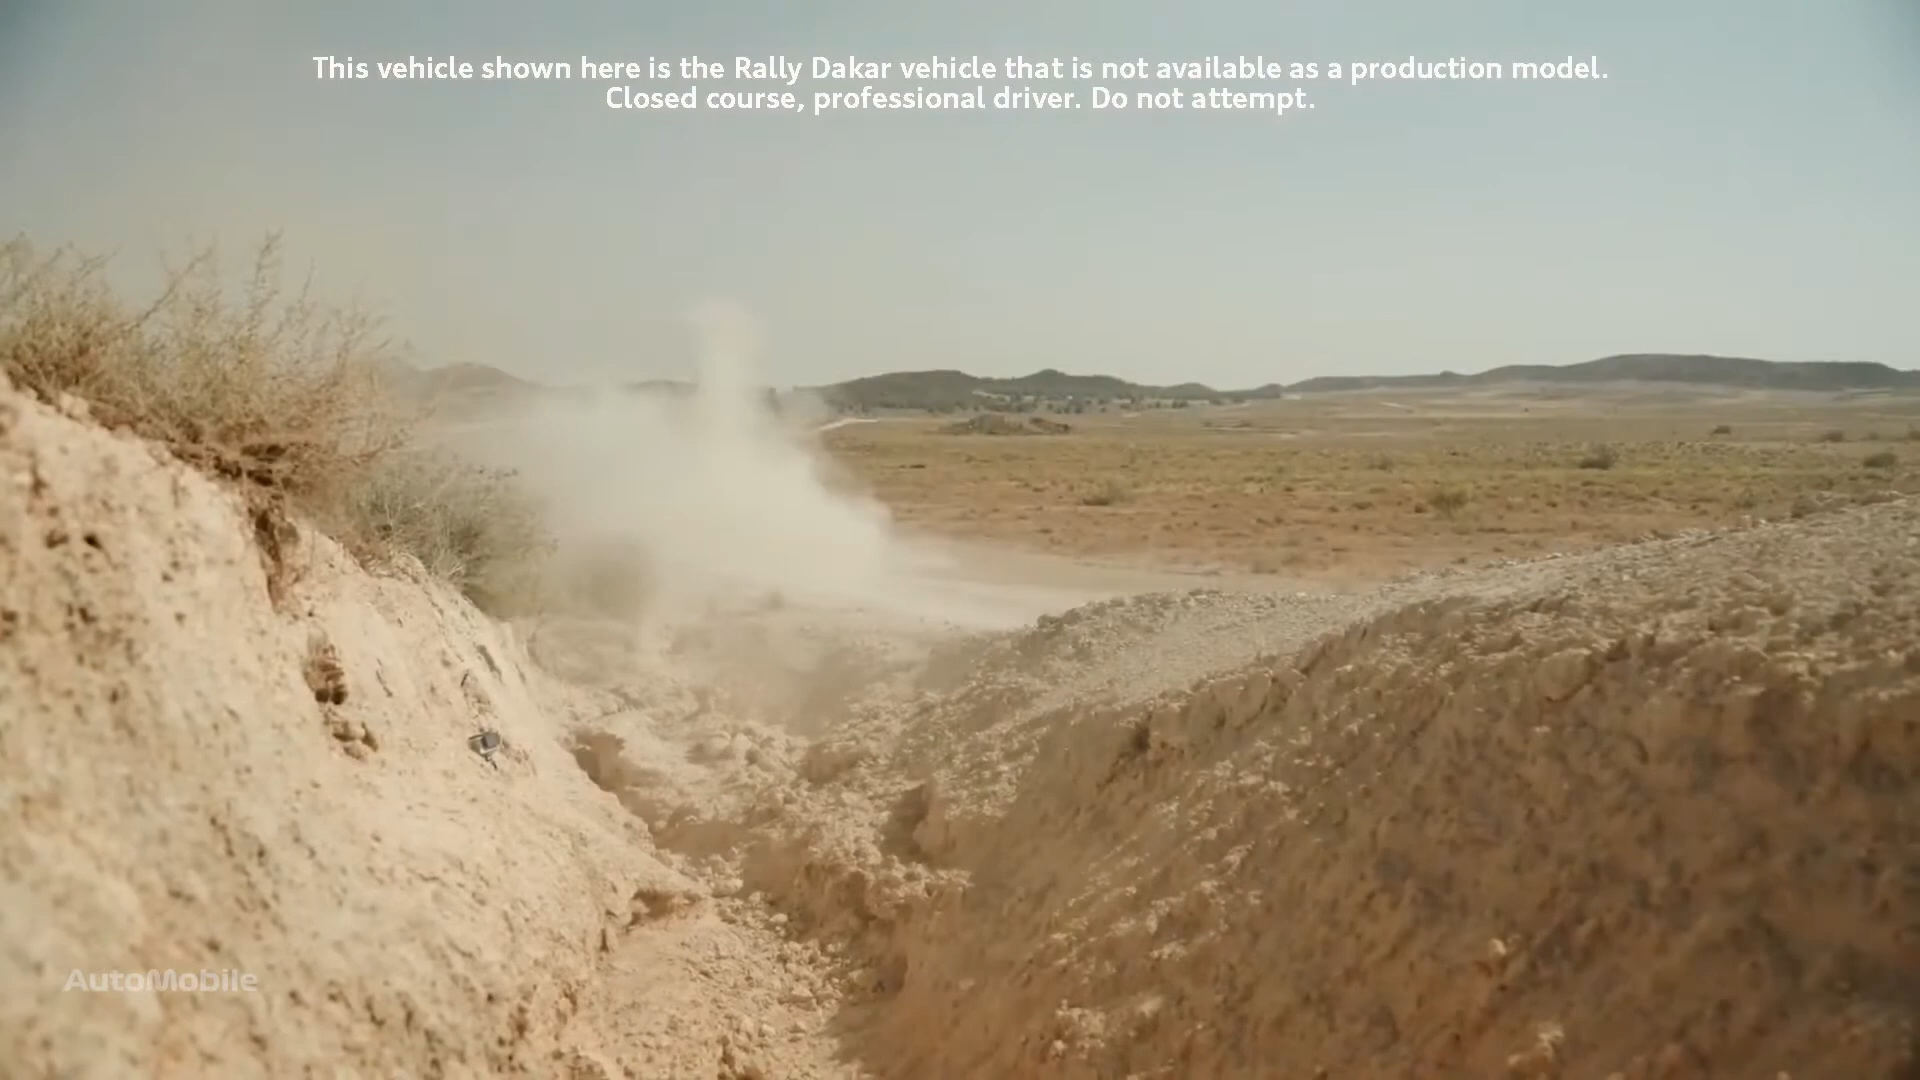 This vehicle shown here is the Rally Dakar vehicle that is not available as a production model.
Closed course, professional driver. Do not attempt.
AutoMobile